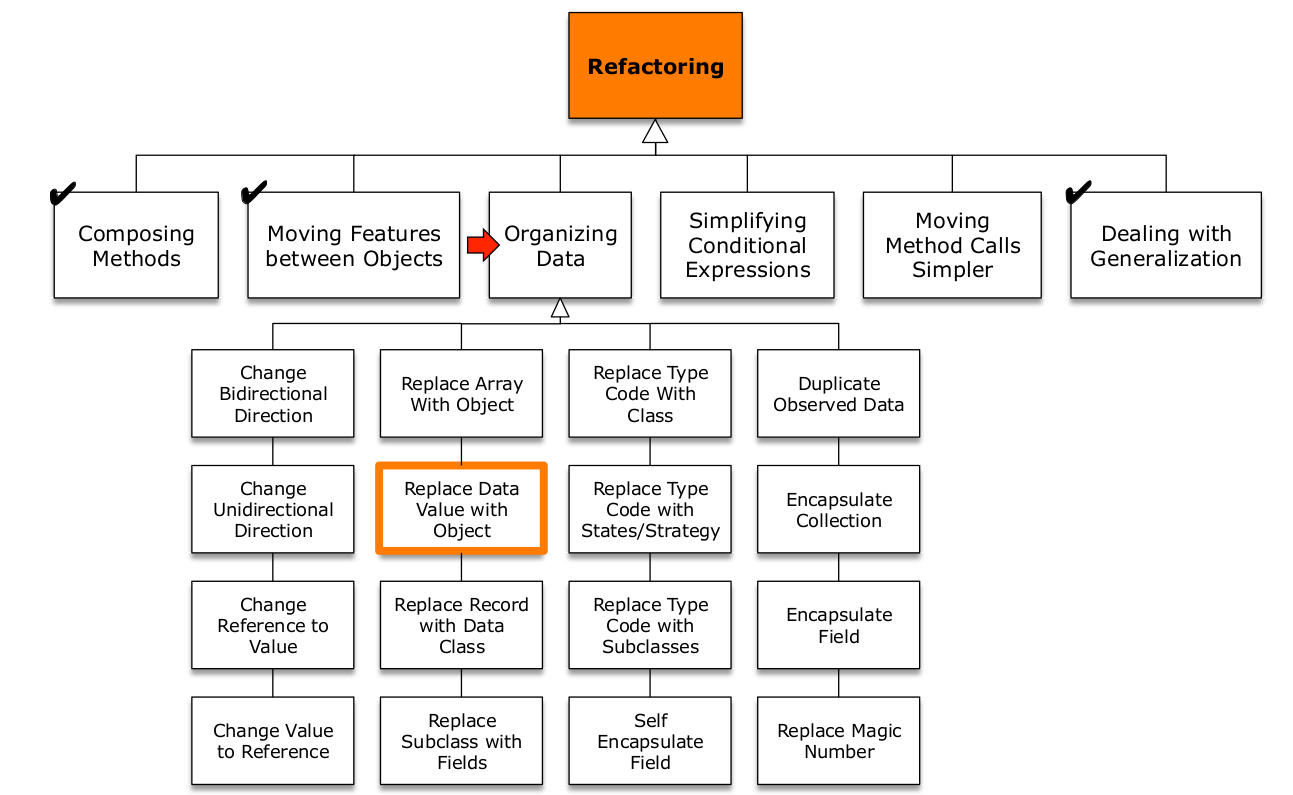 Refactoring
Composing
Methods
Moving Features
between Objects
Organizing
Data
Simplifying
Conditional
Expressions
Moving
Method Calls
Simpler
Dealing with
Generalization
Change
Bidirectional
Direction
Replace Array
With Object
Replace Type
Code With
Class
Duplicate
Observed Data
Change
Unidirectional
Direction
Replace Data
Value with
Object
Replace Type
Code with
States/Strategy
Encapsulate
Collection
Change
Reference to
Value
Replace Record
with Data
Class
Replace Type
Code with
Subclasses
Encapsulate
Field
Change Value
to Reference
Replace
Subclass with
Fields
Self
Encapsulate
Field
Replace Magic
Number